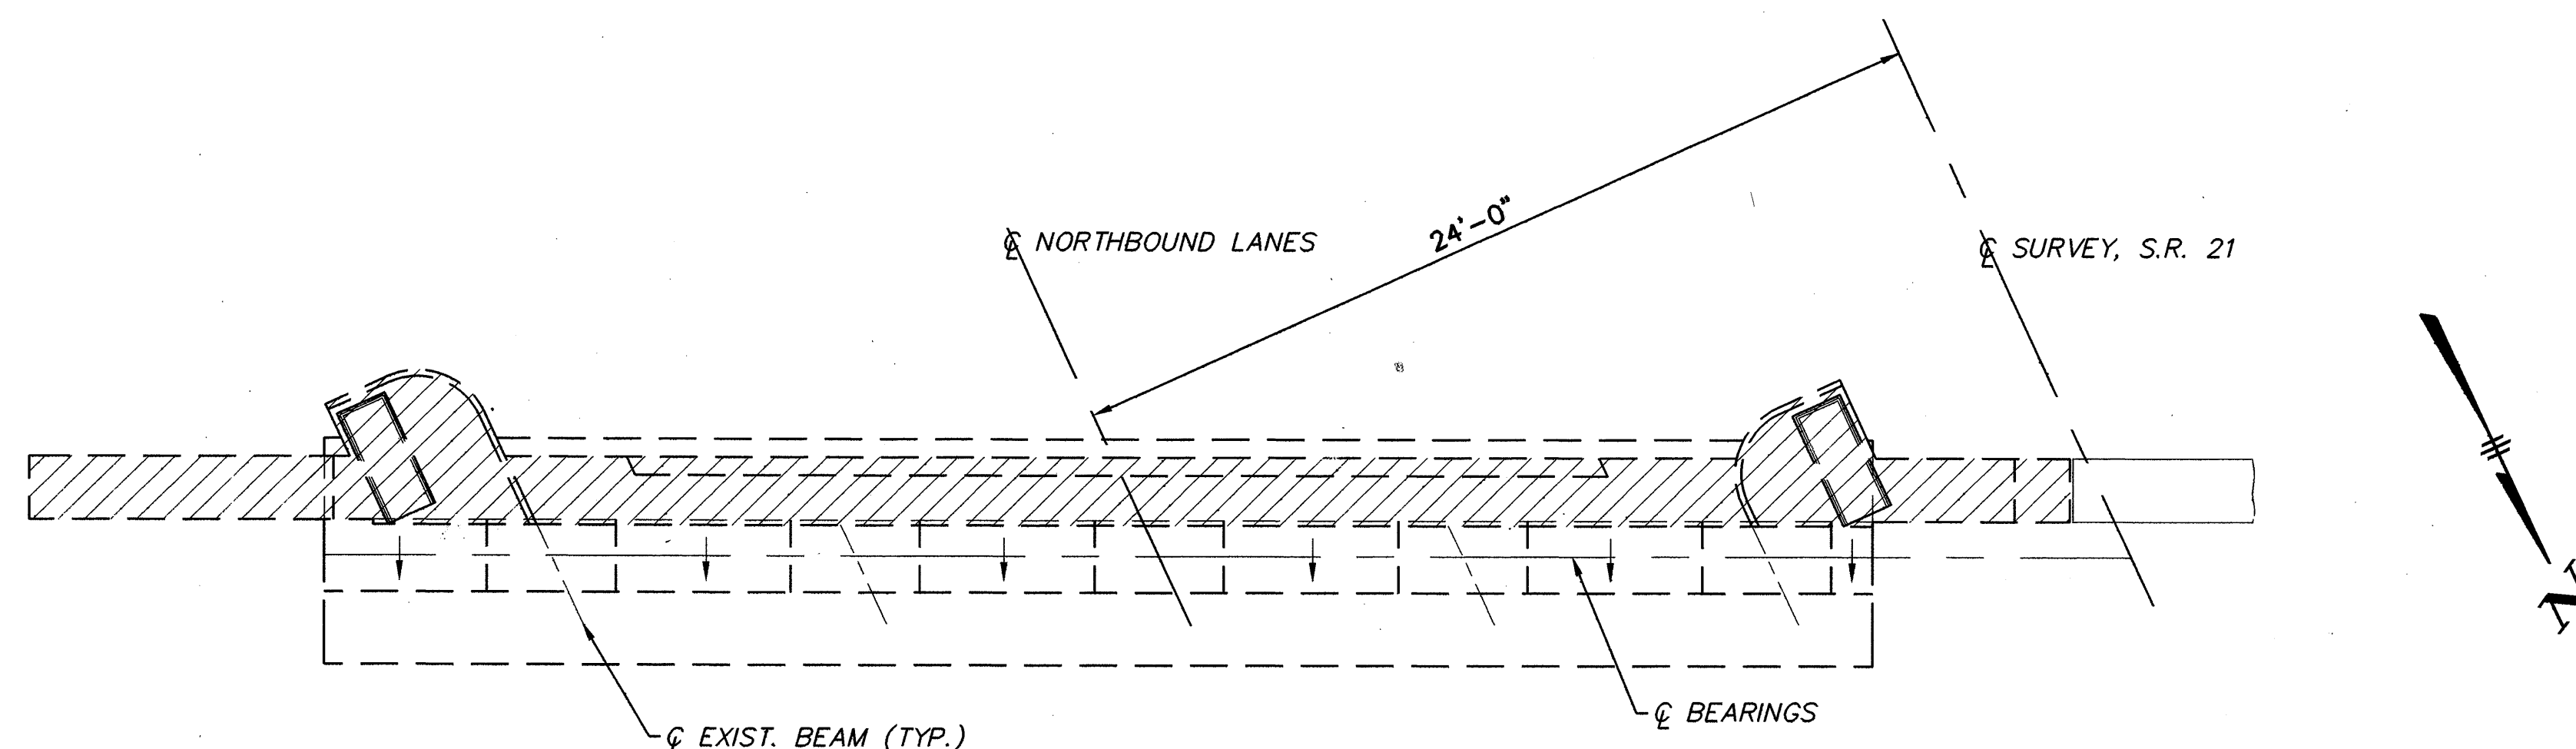 24'-0"
℄ NORTHBOUND LANES
℄ SURVEY, S.R. 21
℄ BEARINGS
℄ EXIST. BEAM (TYP.)